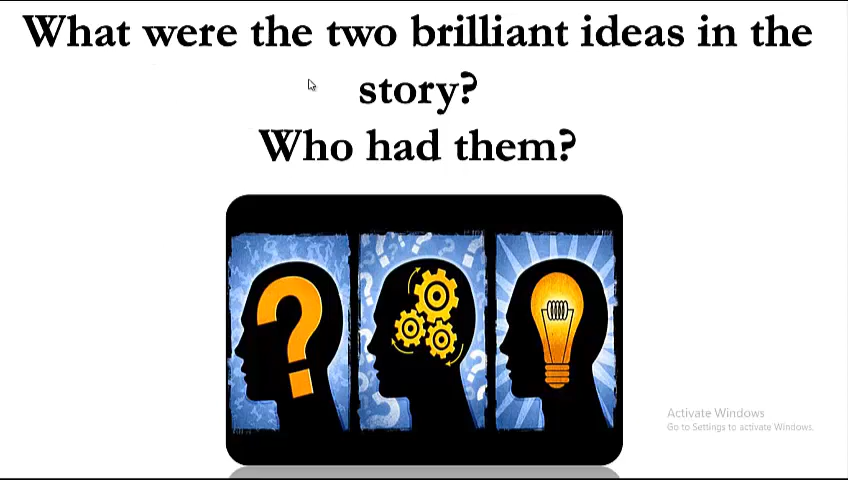 What were the two brilliant ideas in the
story?
Who had them?
Activate Windows
Go to Settings to activate Windows.